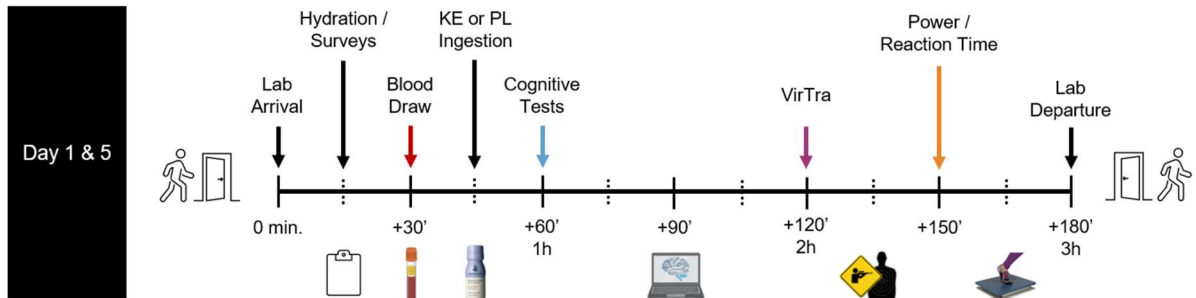 Day 1 & 5
Lab
Arrival
Hydration /
Surveys
Blood
Draw
KE or PL
Ingestion
Cognitive
Tests
VirTra
Power /
Reaction Time
Lab
Departure
0 min.
+30’
+60’
1h
+90’
+120’
2h
+150’
+180’
3h